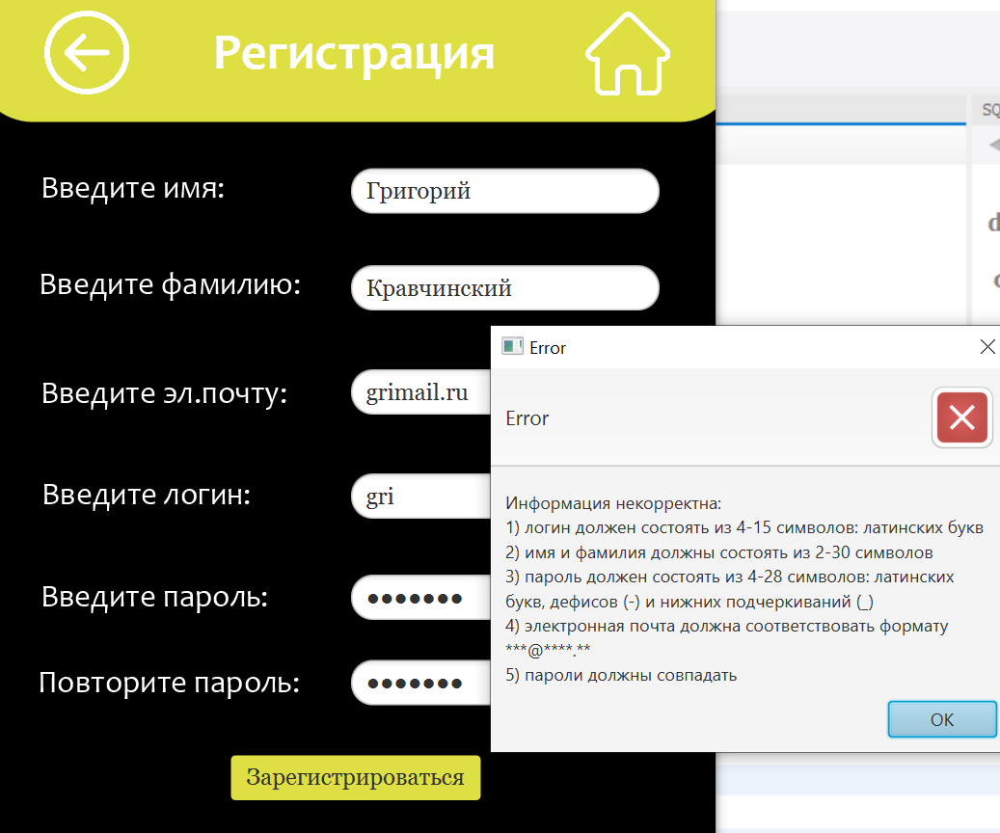 Регистрация
SQ
Введите имя:
Григорий
Введите фамилию:
Кравчинский
Введите эл.почту:
grimail.ru
Введите логин:
gri
Введите пароль:
•••••••
Повторите пароль:
•••••••
Зарегистрироваться
Error
Error
Информация некорректна:
1) логин должен состоять из 4-15 символов: латинских букв
2) имя и фамилия должны состоять из 2-30 символов
3) пароль должен состоять из 4-28 символов: латинских
букв, дефисов (-) и нижних подчеркиваний (_)
4) электронная почта должна соответствовать формату
***@****.**
5) пароли должны совпадать
OK